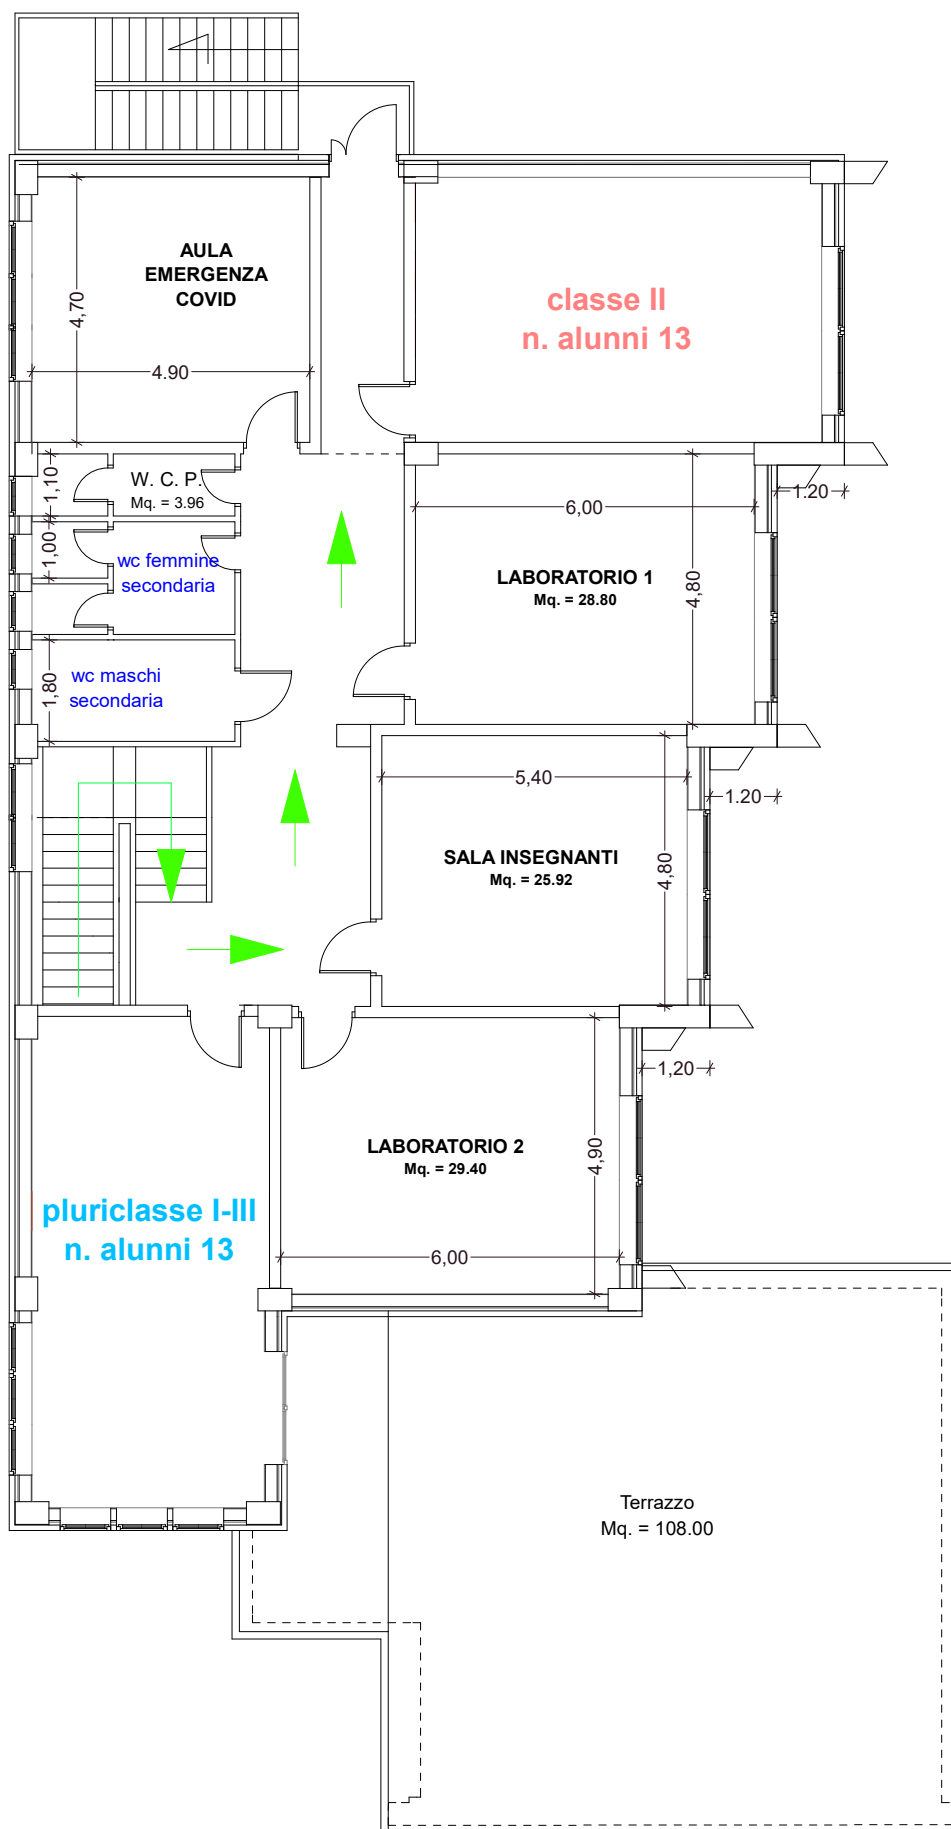 AULA
EMERGENZA
COVID
4,70
4.90
classe II
n. alunni 13
1,10
W. C. P.
Mq. = 3.96
1.20
6,00
1,00
wc femmine
secondaria
LABORATORIO 1
Mq. = 28.80
4,80
1,80
wc maschi
secondaria
5,40
1.20
SALA INSEGNANTI
Mq. = 25.92
4,80
1,20
LABORATORIO 2
Mq. = 29.40
4,90
pluriclasse I-III
n. alunni 13
6,00
Terrazzo
Mq. = 108.00